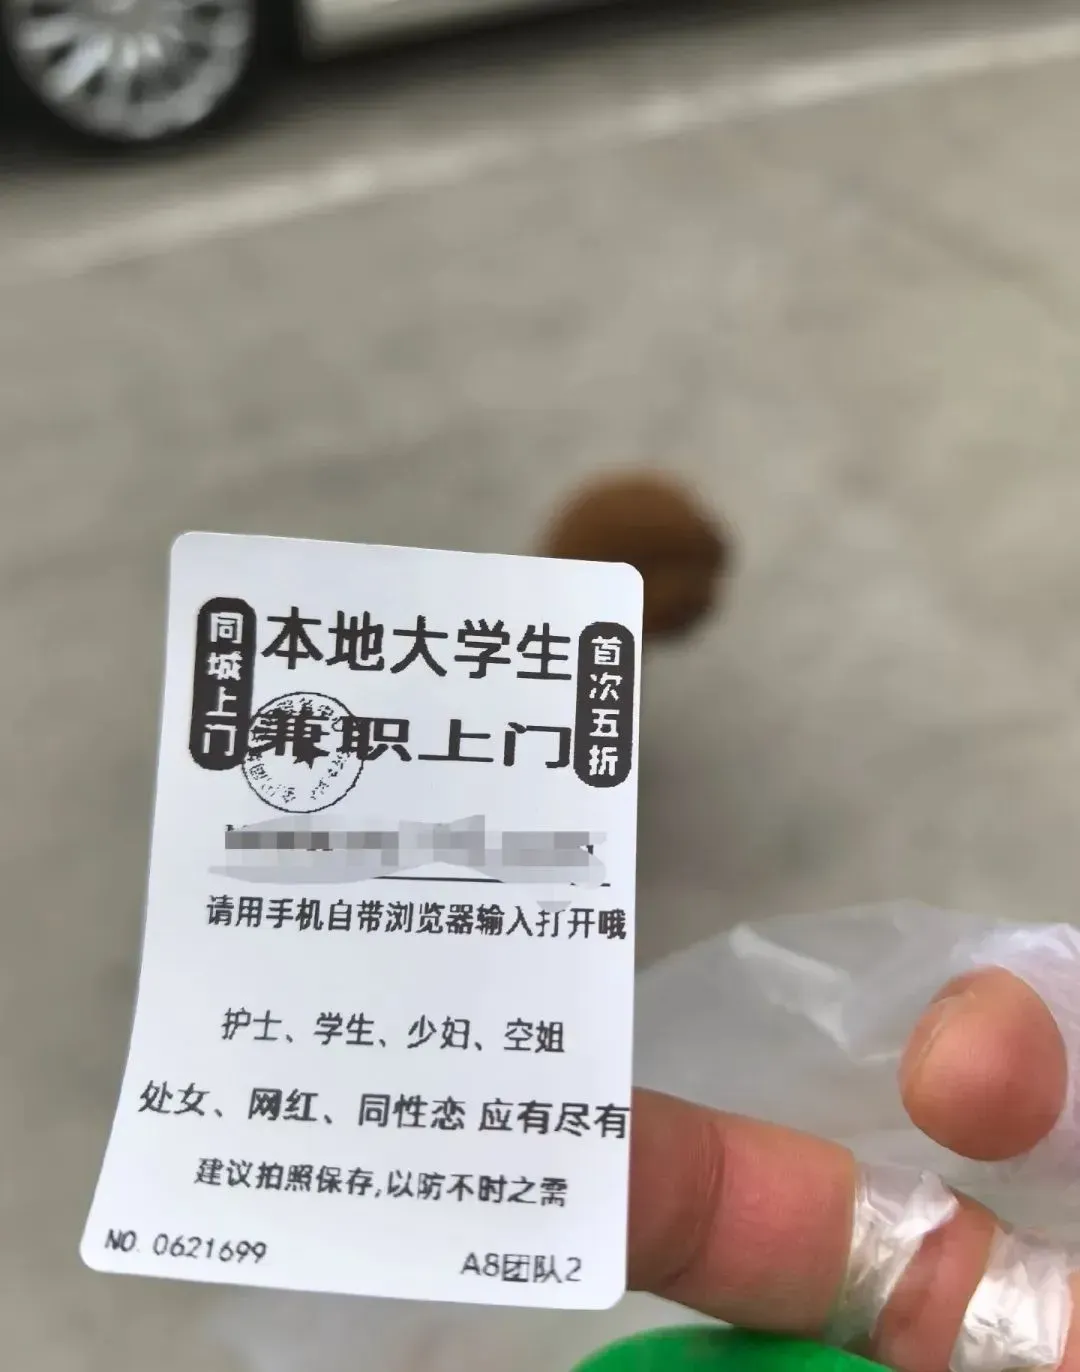 同城上门
本地大学生
首次五折
兼职上门
请用手机自带浏览器输入打开哦
护士、学生、少妇、空姐
处女、网红、同性恋 应有尽有
建议拍照保存,以防不时之需
NO. 0621699
A8团队2